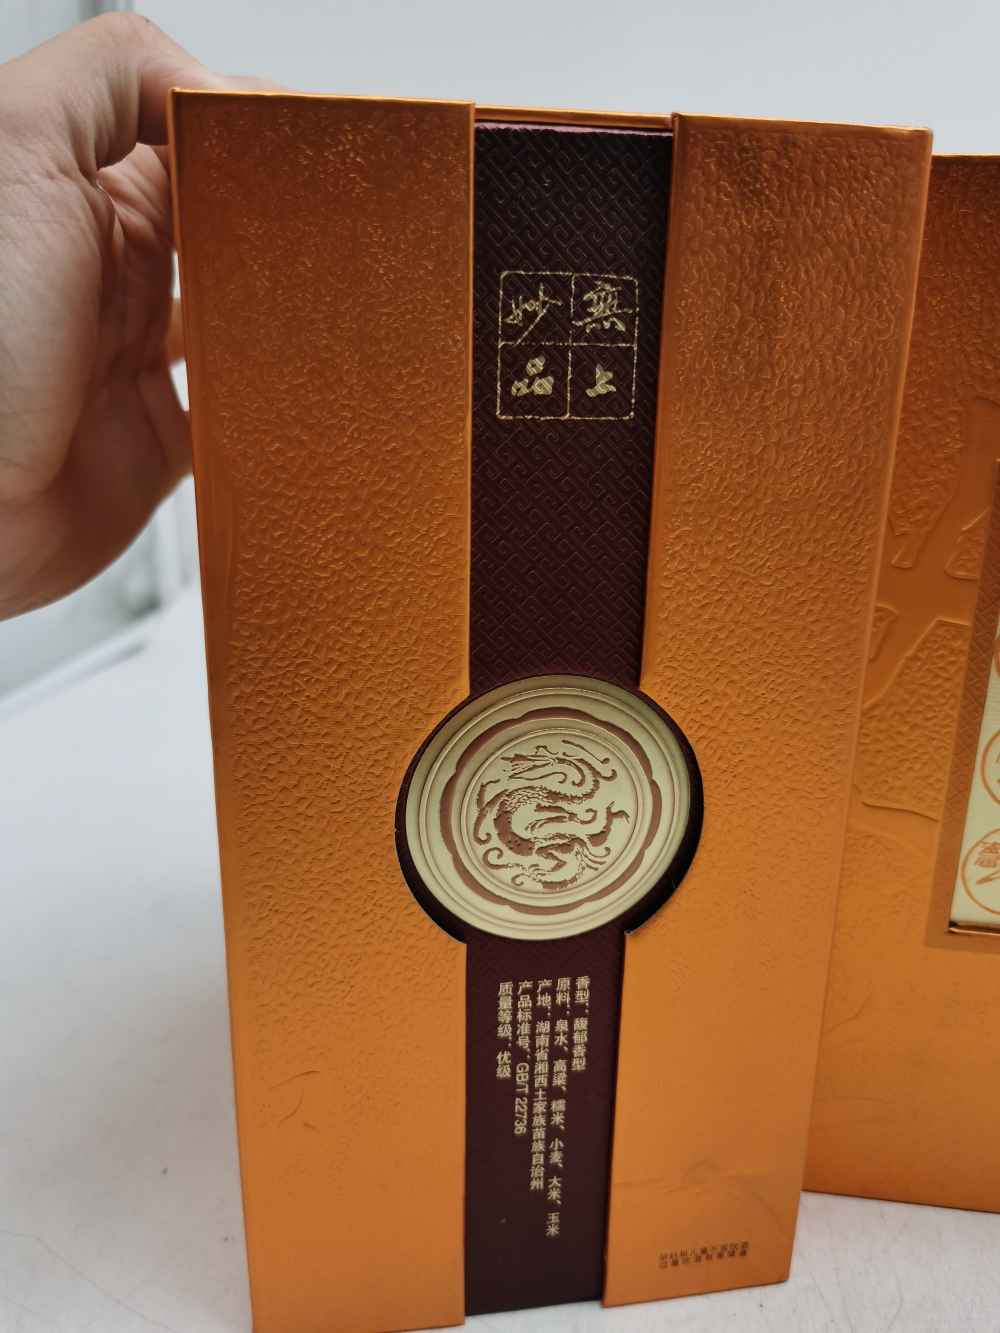 無上
妙品
香型：馥郁香型
原料：泉水、高粱、糯米、小麦、大米、玉米
产地：湖南省湘西土家族苗族自治州
产品标准号：GB/T 22736
质量等级：优级